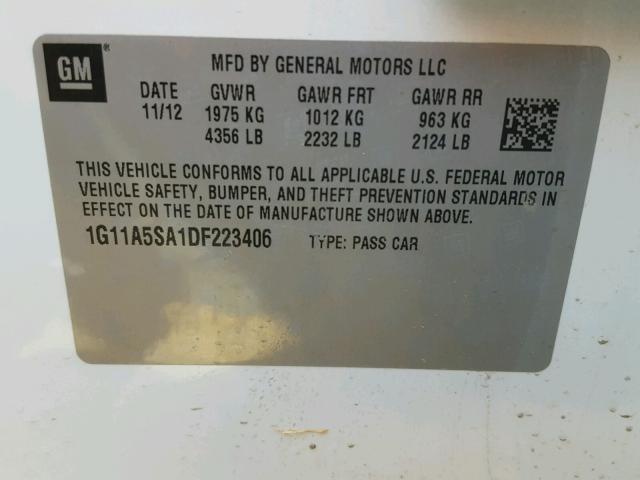 GM
MFD BY GENERAL MOTORS LLC
DATE GVWR GAWR FRT GAWR RR
11/12 1975 KG 1012 KG 963 KG
4356 LB 2232 LB 2124 LB
THIS VEHICLE CONFORMS TO ALL APPLICABLE U.S. FEDERAL MOTOR
VEHICLE SAFETY, BUMPER, AND THEFT PREVENTION STANDARDS IN
EFFECT ON THE DATE OF MANUFACTURE SHOWN ABOVE.
1G11A5SA1DF223406 TYPE: PASS CAR